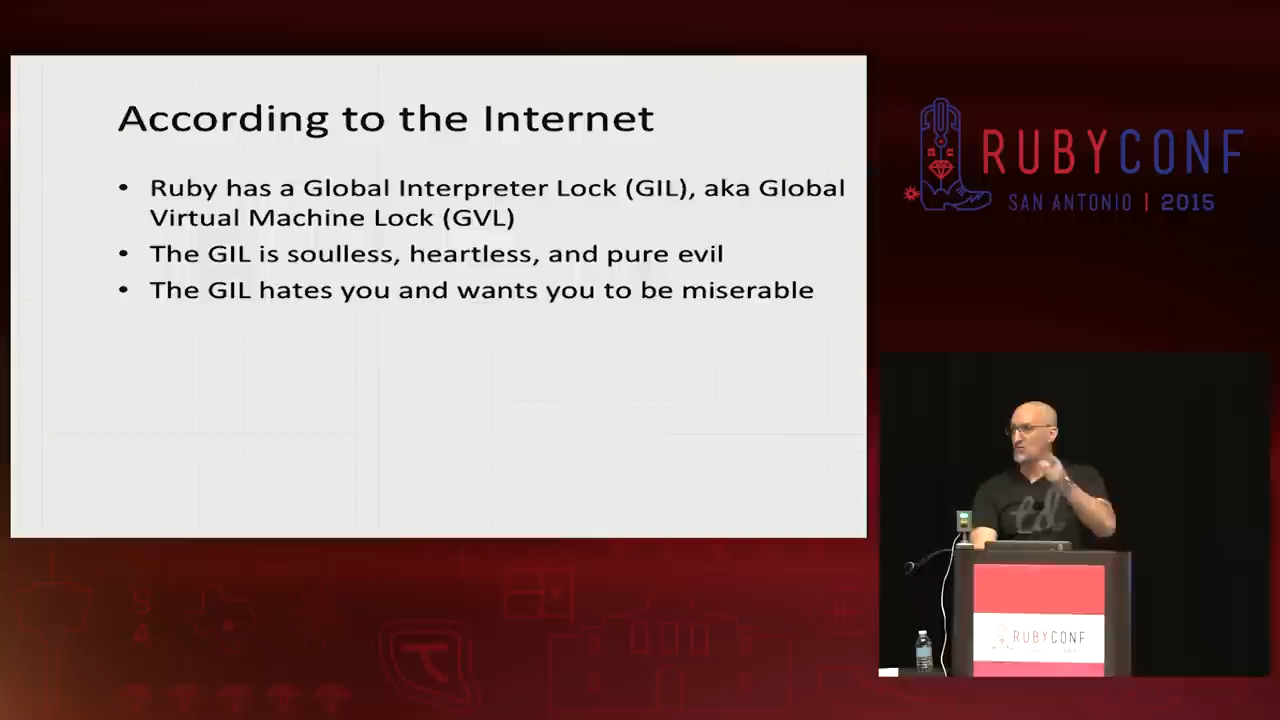 According to the Internet
• Ruby has a Global Interpreter Lock (GIL), aka Global
Virtual Machine Lock (GVL)
• The GIL is soulless, heartless, and pure evil
• The GIL hates you and wants you to be miserable
RUBYCONF
SAN ANTONIO | 2015
td
RUBYCONF
SA